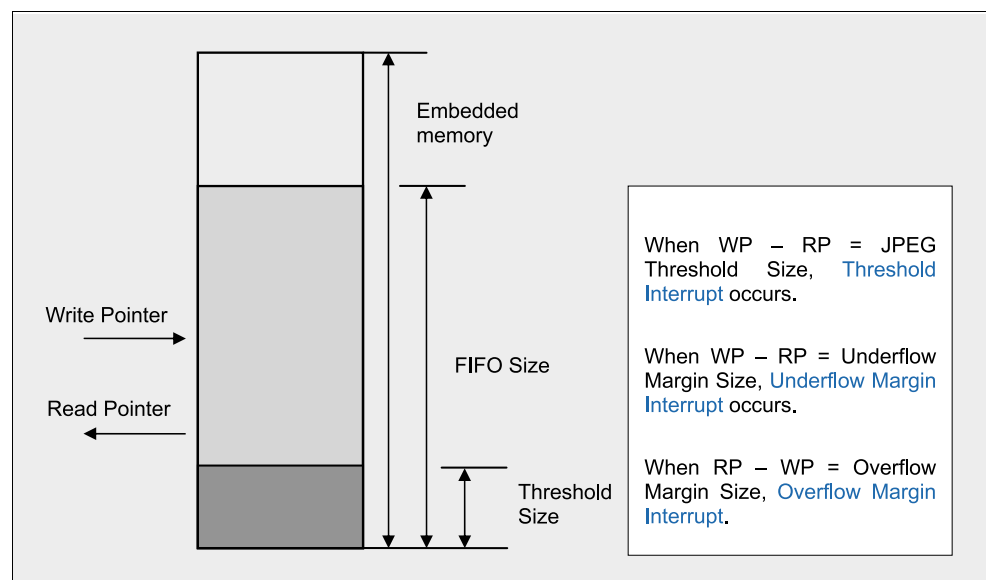 Embedded
memory
Write Pointer
Read Pointer
FIFO Size
Threshold
Size
When WP – RP = JPEG
Threshold Size, Threshold
Interrupt occurs.
When WP – RP = Underflow
Margin Size, Underflow Margin
Interrupt occurs.
When RP – WP = Overflow
Margin Size, Overflow Margin
Interrupt.